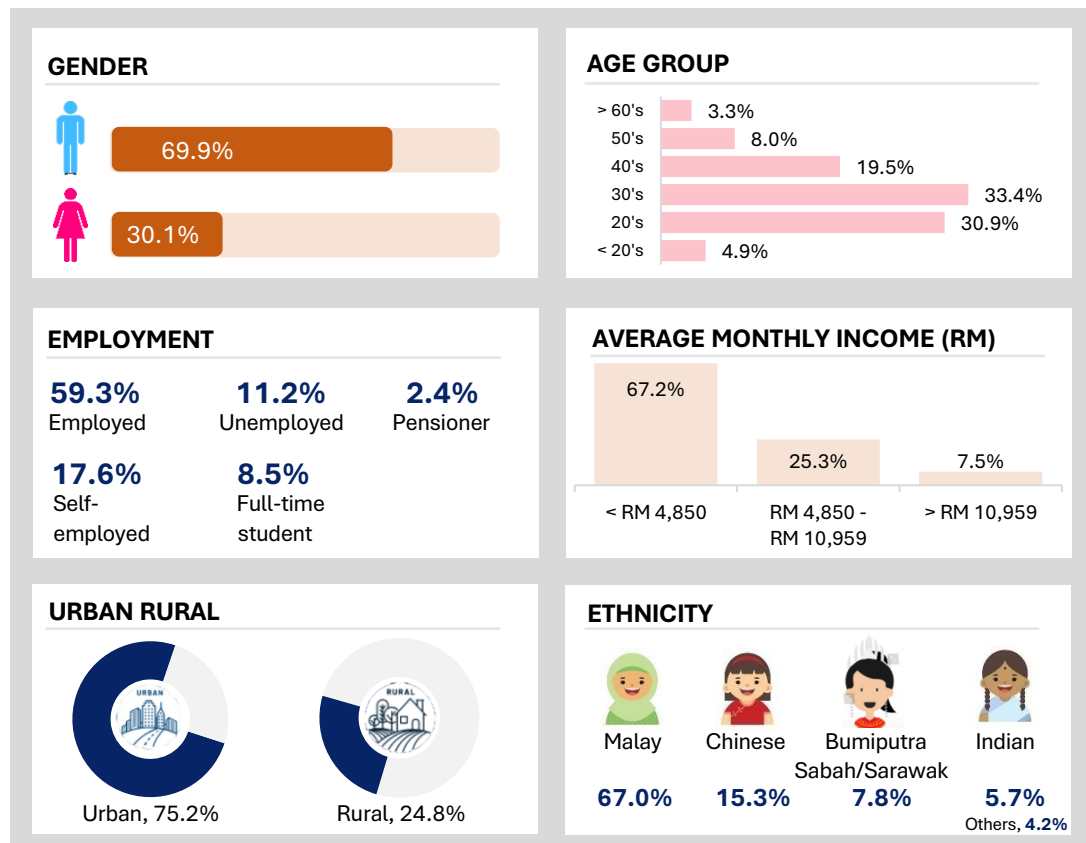 GENDER
69.9%
30.1%
AGE GROUP
> 60's 3.3%
50's 8.0%
40's 19.5%
30's 33.4%
20's 30.9%
< 20's 4.9%
EMPLOYMENT
59.3% 11.2% 2.4%
Employed Unemployed Pensioner
17.6% 8.5%
Self- Full-time
employed student
AVERAGE MONTHLY INCOME (RM)
67.2%
25.3% 7.5%
< RM 4,850 RM 4,850 - > RM 10,959
RM 10,959
URBAN RURAL
URBAN
RURAL
Urban, 75.2% Rural, 24.8%
ETHNICITY
Malay Chinese Bumiputra Indian
Sabah/Sarawak
67.0% 15.3% 7.8% 5.7%
Others, 4.2%